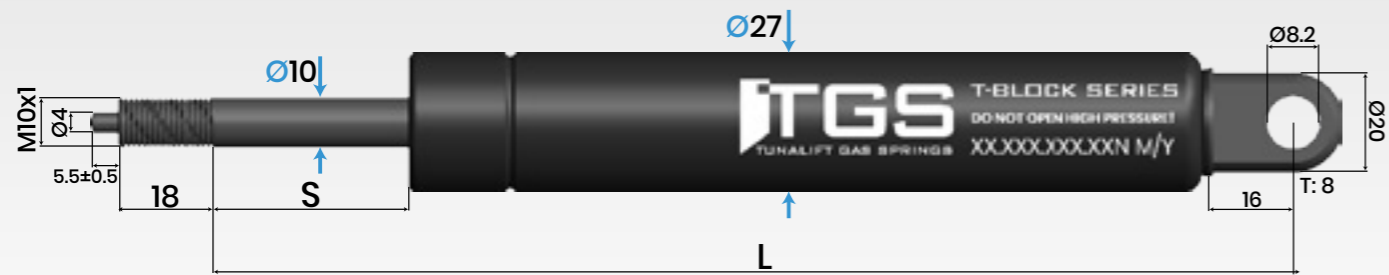 Ø27
Ø8.2
Ø10
M10x1
Ø4
TGS
TUNALIFT GAS SPRINGS
T-BLOCK SERIES
DO NOT OPEN HIGH PRESSURE!
XX.XXX.XXX.XXN M/Y
Ø20
5.5±0.5
18
S
16
T: 8
L